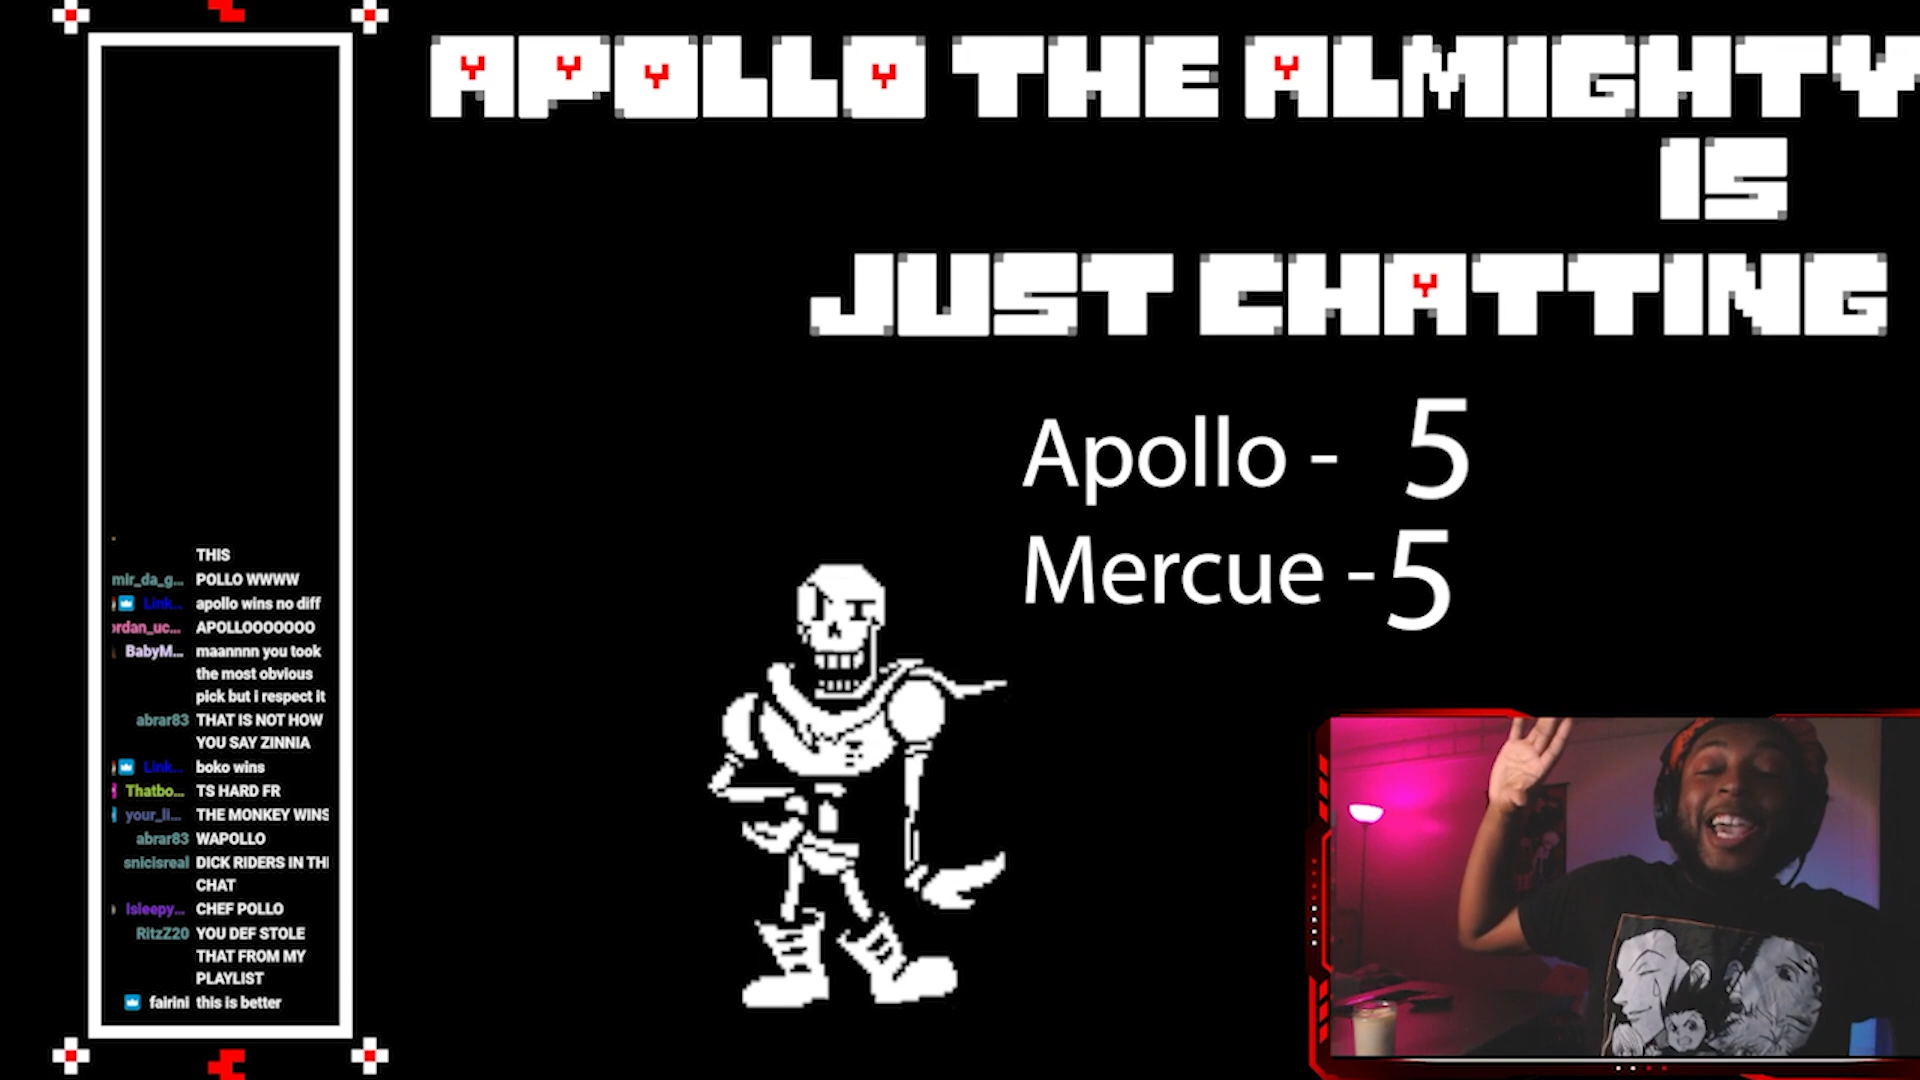 APOLLO THE ALMIGHTY
IS
JUST CHATTING
Apollo - 5
Mercue - 5
THIS
mir_da_g... POLLO WWWW
Link... apollo wins no diff
ordan_uc... APOLLOOOOOOO
BabyM... maannnn you took
the most obvious
pick but i respect it
abrar83 THAT IS NOT HOW
YOU SAY ZINNIA
Link... boko wins
Thatbo... TS HARD FR
your_li... THE MONKEY WINS
abrar83 WAPOLLO
snicisreal DICK RIDERS IN THI
CHAT
Isleepy... CHEF POLLO
RitzZ20 YOU DEF STOLE
THAT FROM MY
PLAYLIST
fairini this is better